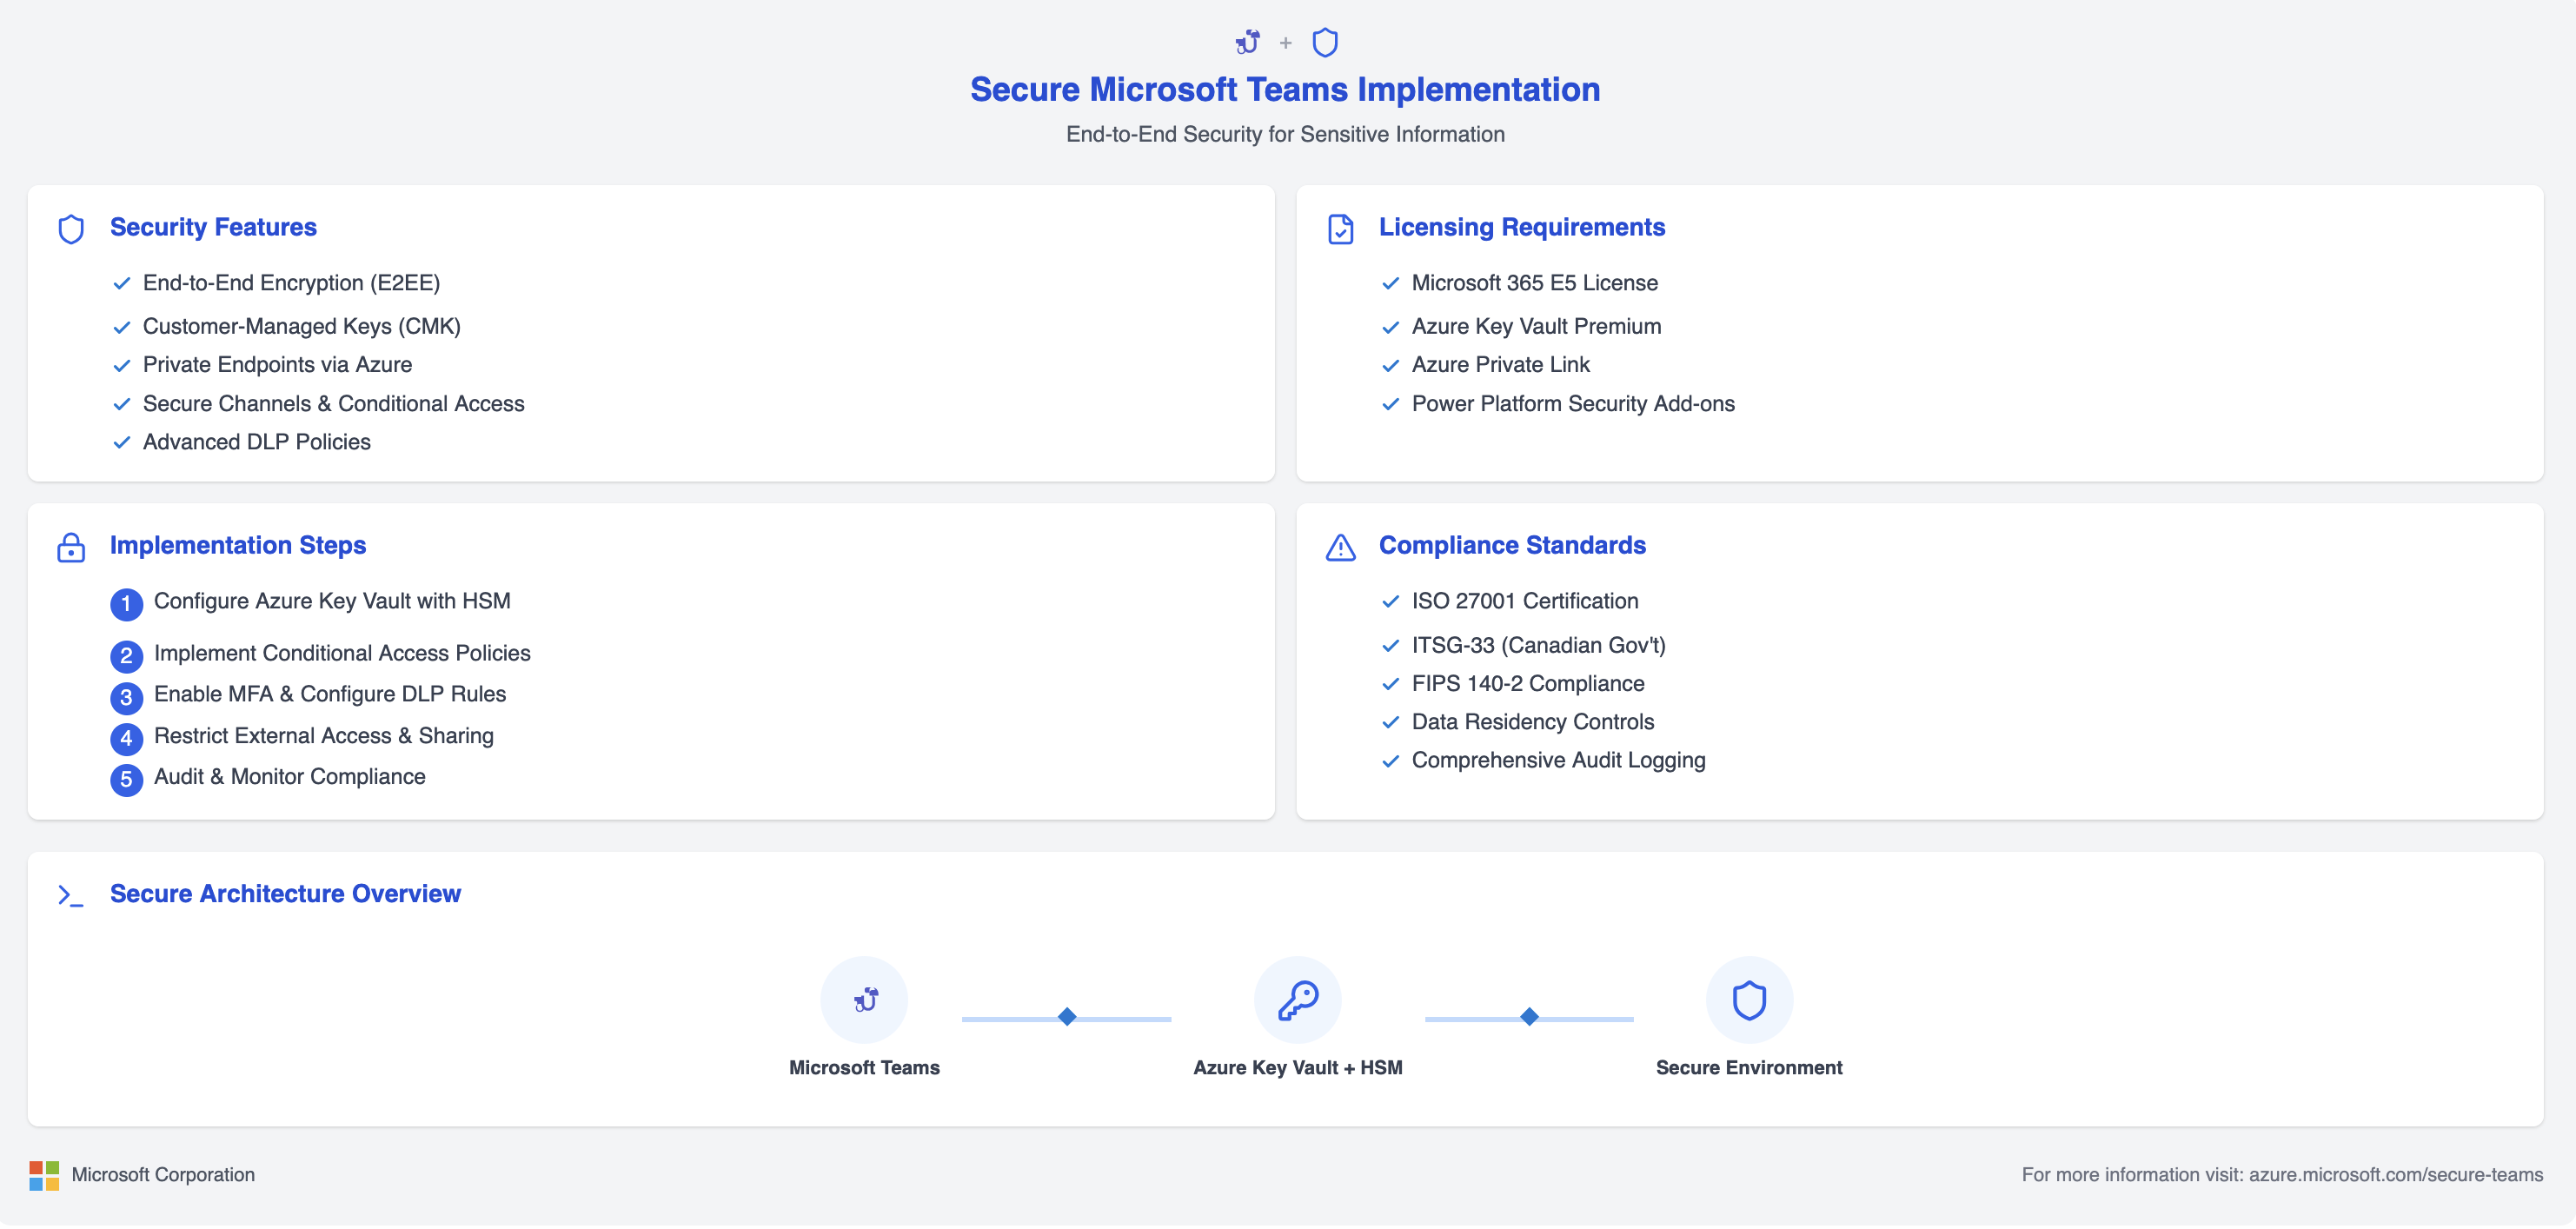 +
Secure Microsoft Teams Implementation
End-to-End Security for Sensitive Information
Security Features
End-to-End Encryption (E2EE)
Customer-Managed Keys (CMK)
Private Endpoints via Azure
Secure Channels & Conditional Access
Advanced DLP Policies
Licensing Requirements
Microsoft 365 E5 License
Azure Key Vault Premium
Azure Private Link
Power Platform Security Add-ons
Implementation Steps
1 Configure Azure Key Vault with HSM
2 Implement Conditional Access Policies
3 Enable MFA & Configure DLP Rules
4 Restrict External Access & Sharing
5 Audit & Monitor Compliance
Compliance Standards
ISO 27001 Certification
ITSG-33 (Canadian Gov't)
FIPS 140-2 Compliance
Data Residency Controls
Comprehensive Audit Logging
Secure Architecture Overview
Microsoft Teams
Azure Key Vault + HSM
Secure Environment
Microsoft Corporation
For more information visit: azure.microsoft.com/secure-teams